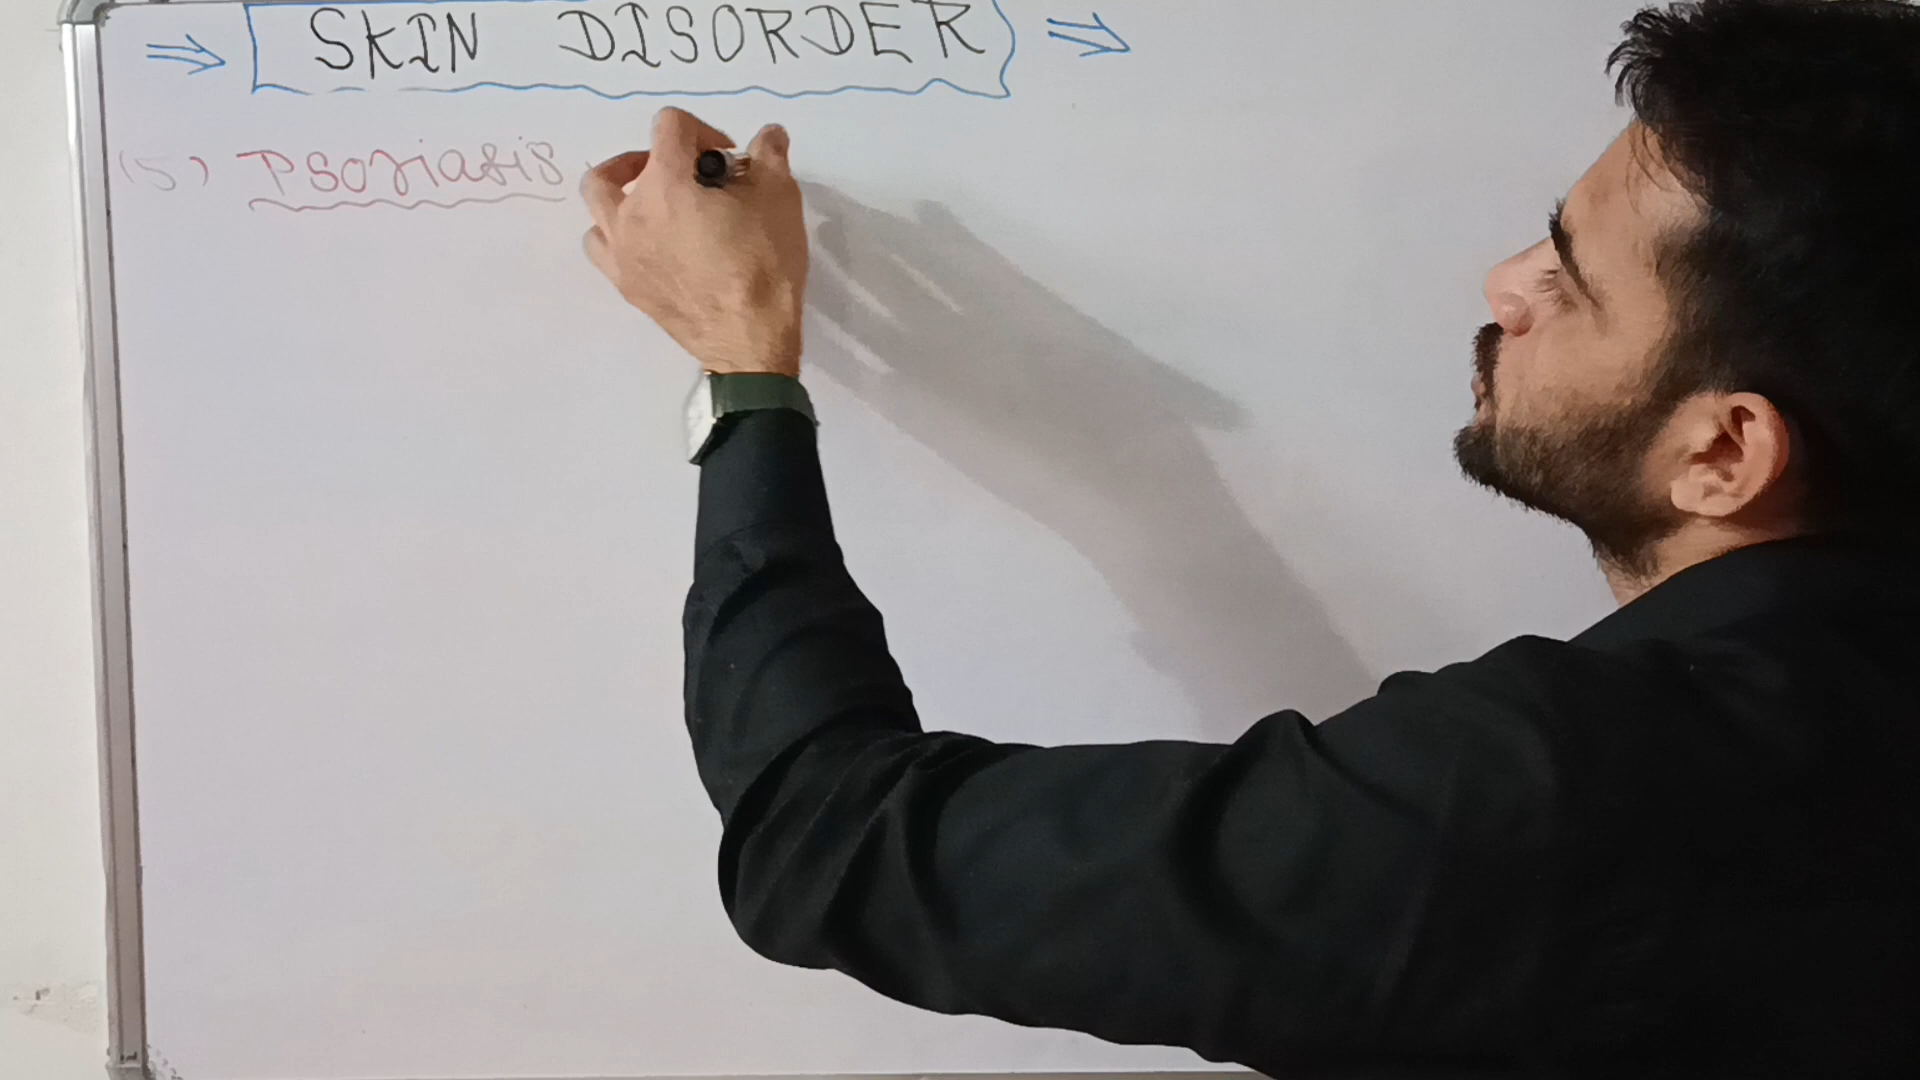 ⇒ SKIN DISORDER ⇒
(5) Psoriasis